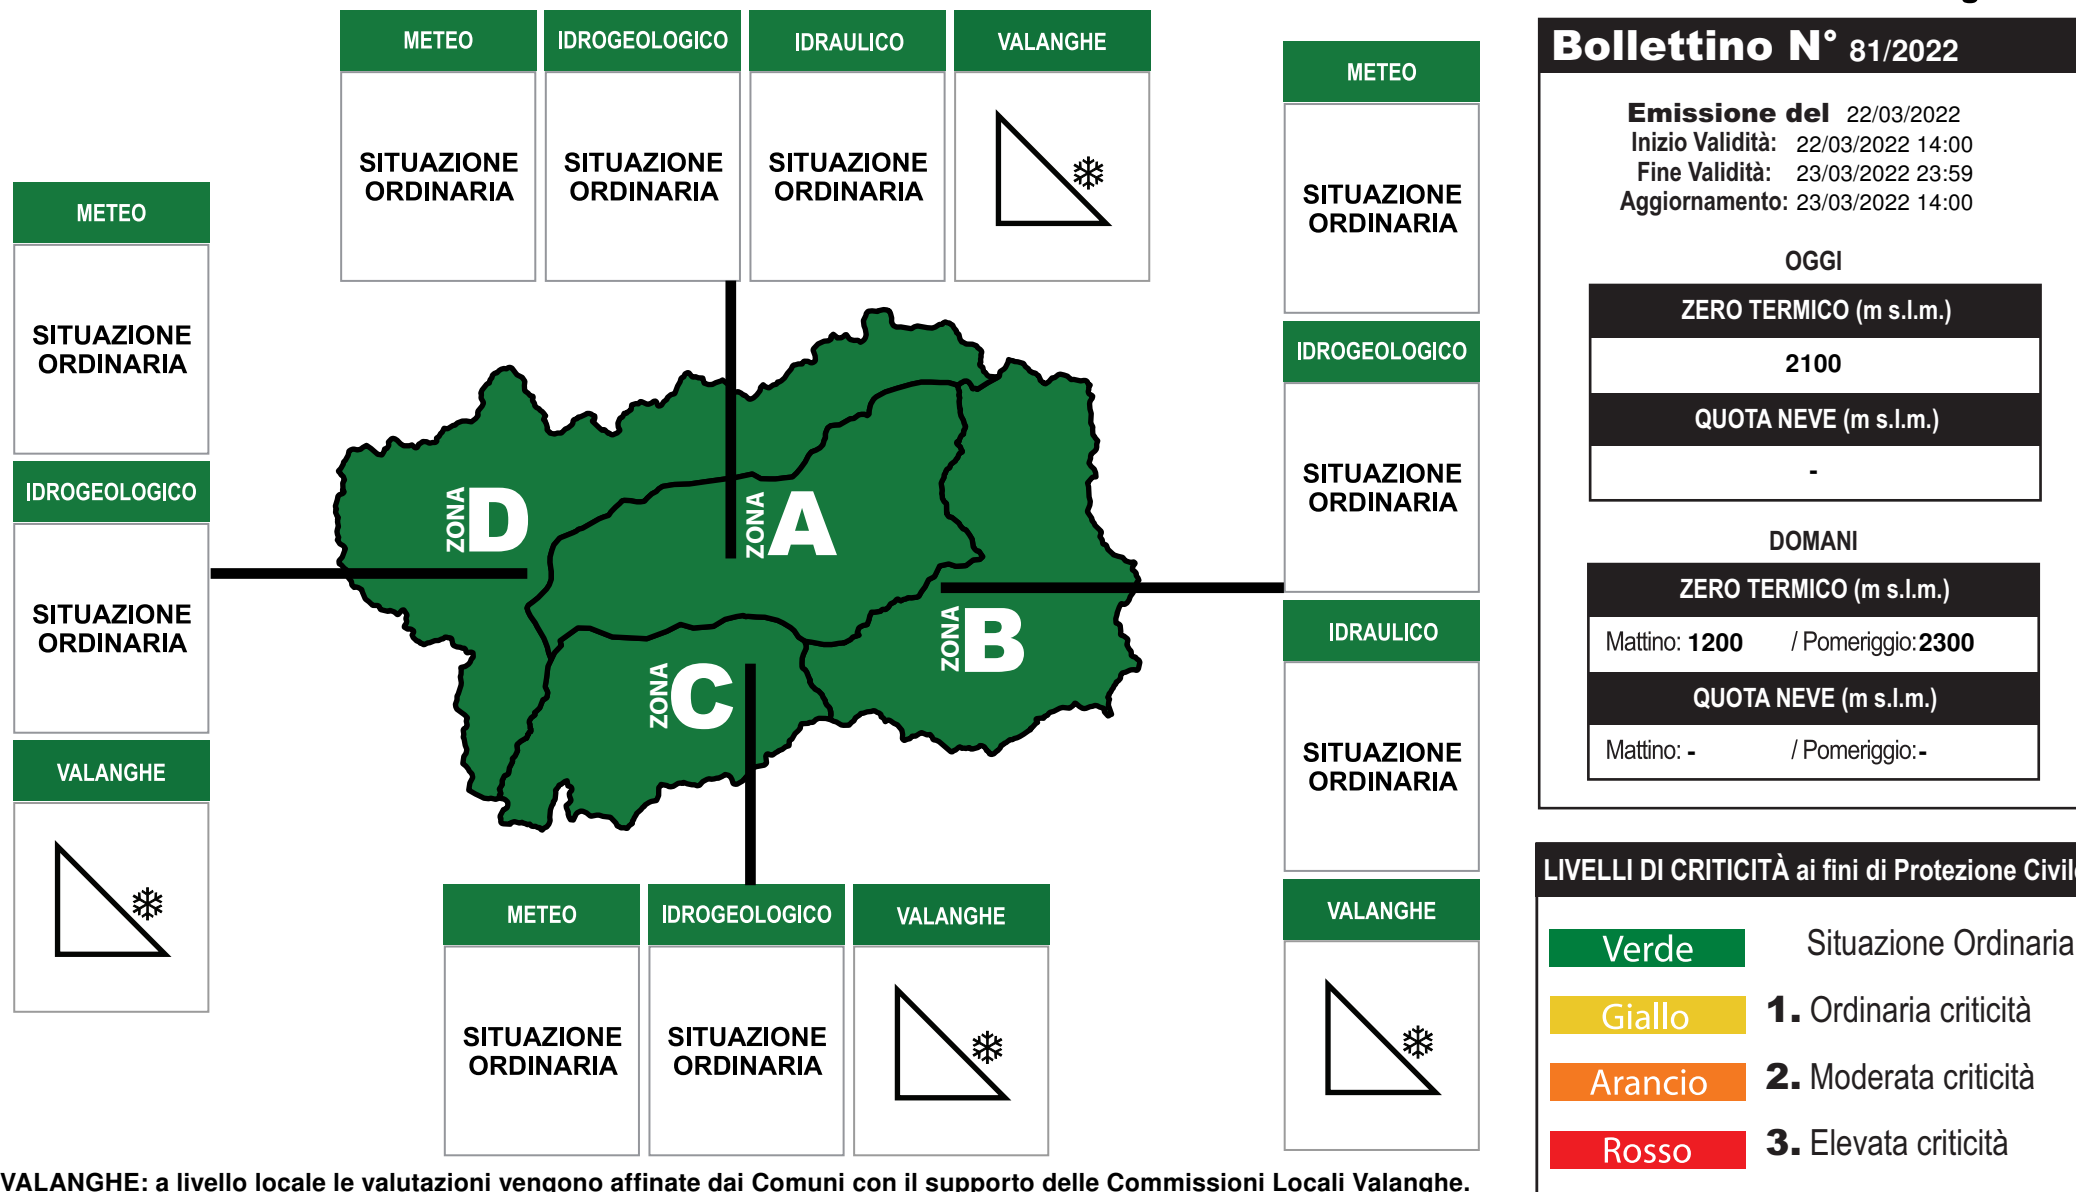 METEO
IDROGEOLOGICO
IDRAULICO
VALANGHE
SITUAZIONE
ORDINARIA
SITUAZIONE
ORDINARIA
SITUAZIONE
ORDINARIA
METEO
SITUAZIONE
ORDINARIA
IDROGEOLOGICO
SITUAZIONE
ORDINARIA
VALANGHE
METEO
SITUAZIONE
ORDINARIA
IDROGEOLOGICO
SITUAZIONE
ORDINARIA
IDRAULICO
SITUAZIONE
ORDINARIA
VALANGHE
ZONA D
ZONA A
ZONA B
ZONA C
METEO
IDROGEOLOGICO
VALANGHE
SITUAZIONE
ORDINARIA
SITUAZIONE
ORDINARIA
VALANGHE: a livello locale le valutazioni vengono affinate dai Comuni con il supporto delle Commissioni Locali Valanghe.
Bollettino N° 81/2022
Emissione del 22/03/2022
Inizio Validità: 22/03/2022 14:00
Fine Validità: 23/03/2022 23:59
Aggiornamento: 23/03/2022 14:00
OGGI
ZERO TERMICO (m s.l.m.)
2100
QUOTA NEVE (m s.l.m.)
-
DOMANI
ZERO TERMICO (m s.l.m.)
Mattino: 1200 / Pomeriggio: 2300
QUOTA NEVE (m s.l.m.)
Mattino: - / Pomeriggio: -
LIVELLI DI CRITICITÀ ai fini di Protezione Civile
Verde Situazione Ordinaria
Giallo 1. Ordinaria criticità
Arancio 2. Moderata criticità
Rosso 3. Elevata criticità